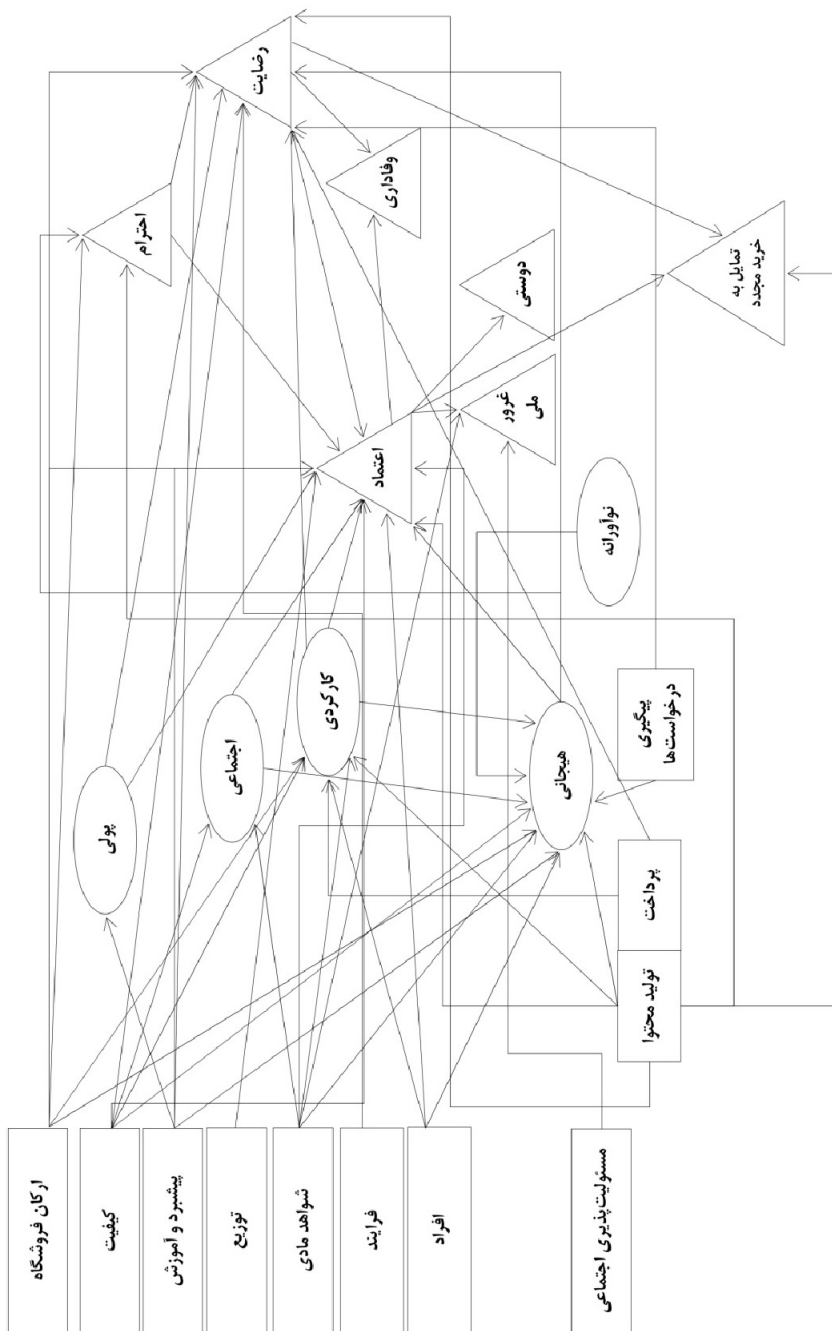 ارکان فروشگاه
کیفیت
پیشبرد و آموزش
توزیع
شواهد مادی
فرایند
افراد
مسئولیت‌پذیری اجتماعی
تولید محتوا
پرداخت
پیگیری
درخواست‌ها
پولی
اجتماعی
کارکردی
هیجانی
نوآورانه
احترام
اعتماد
غرور
ملی
دوستی
وفاداری
رضایت
تمایل به
خرید مجدد